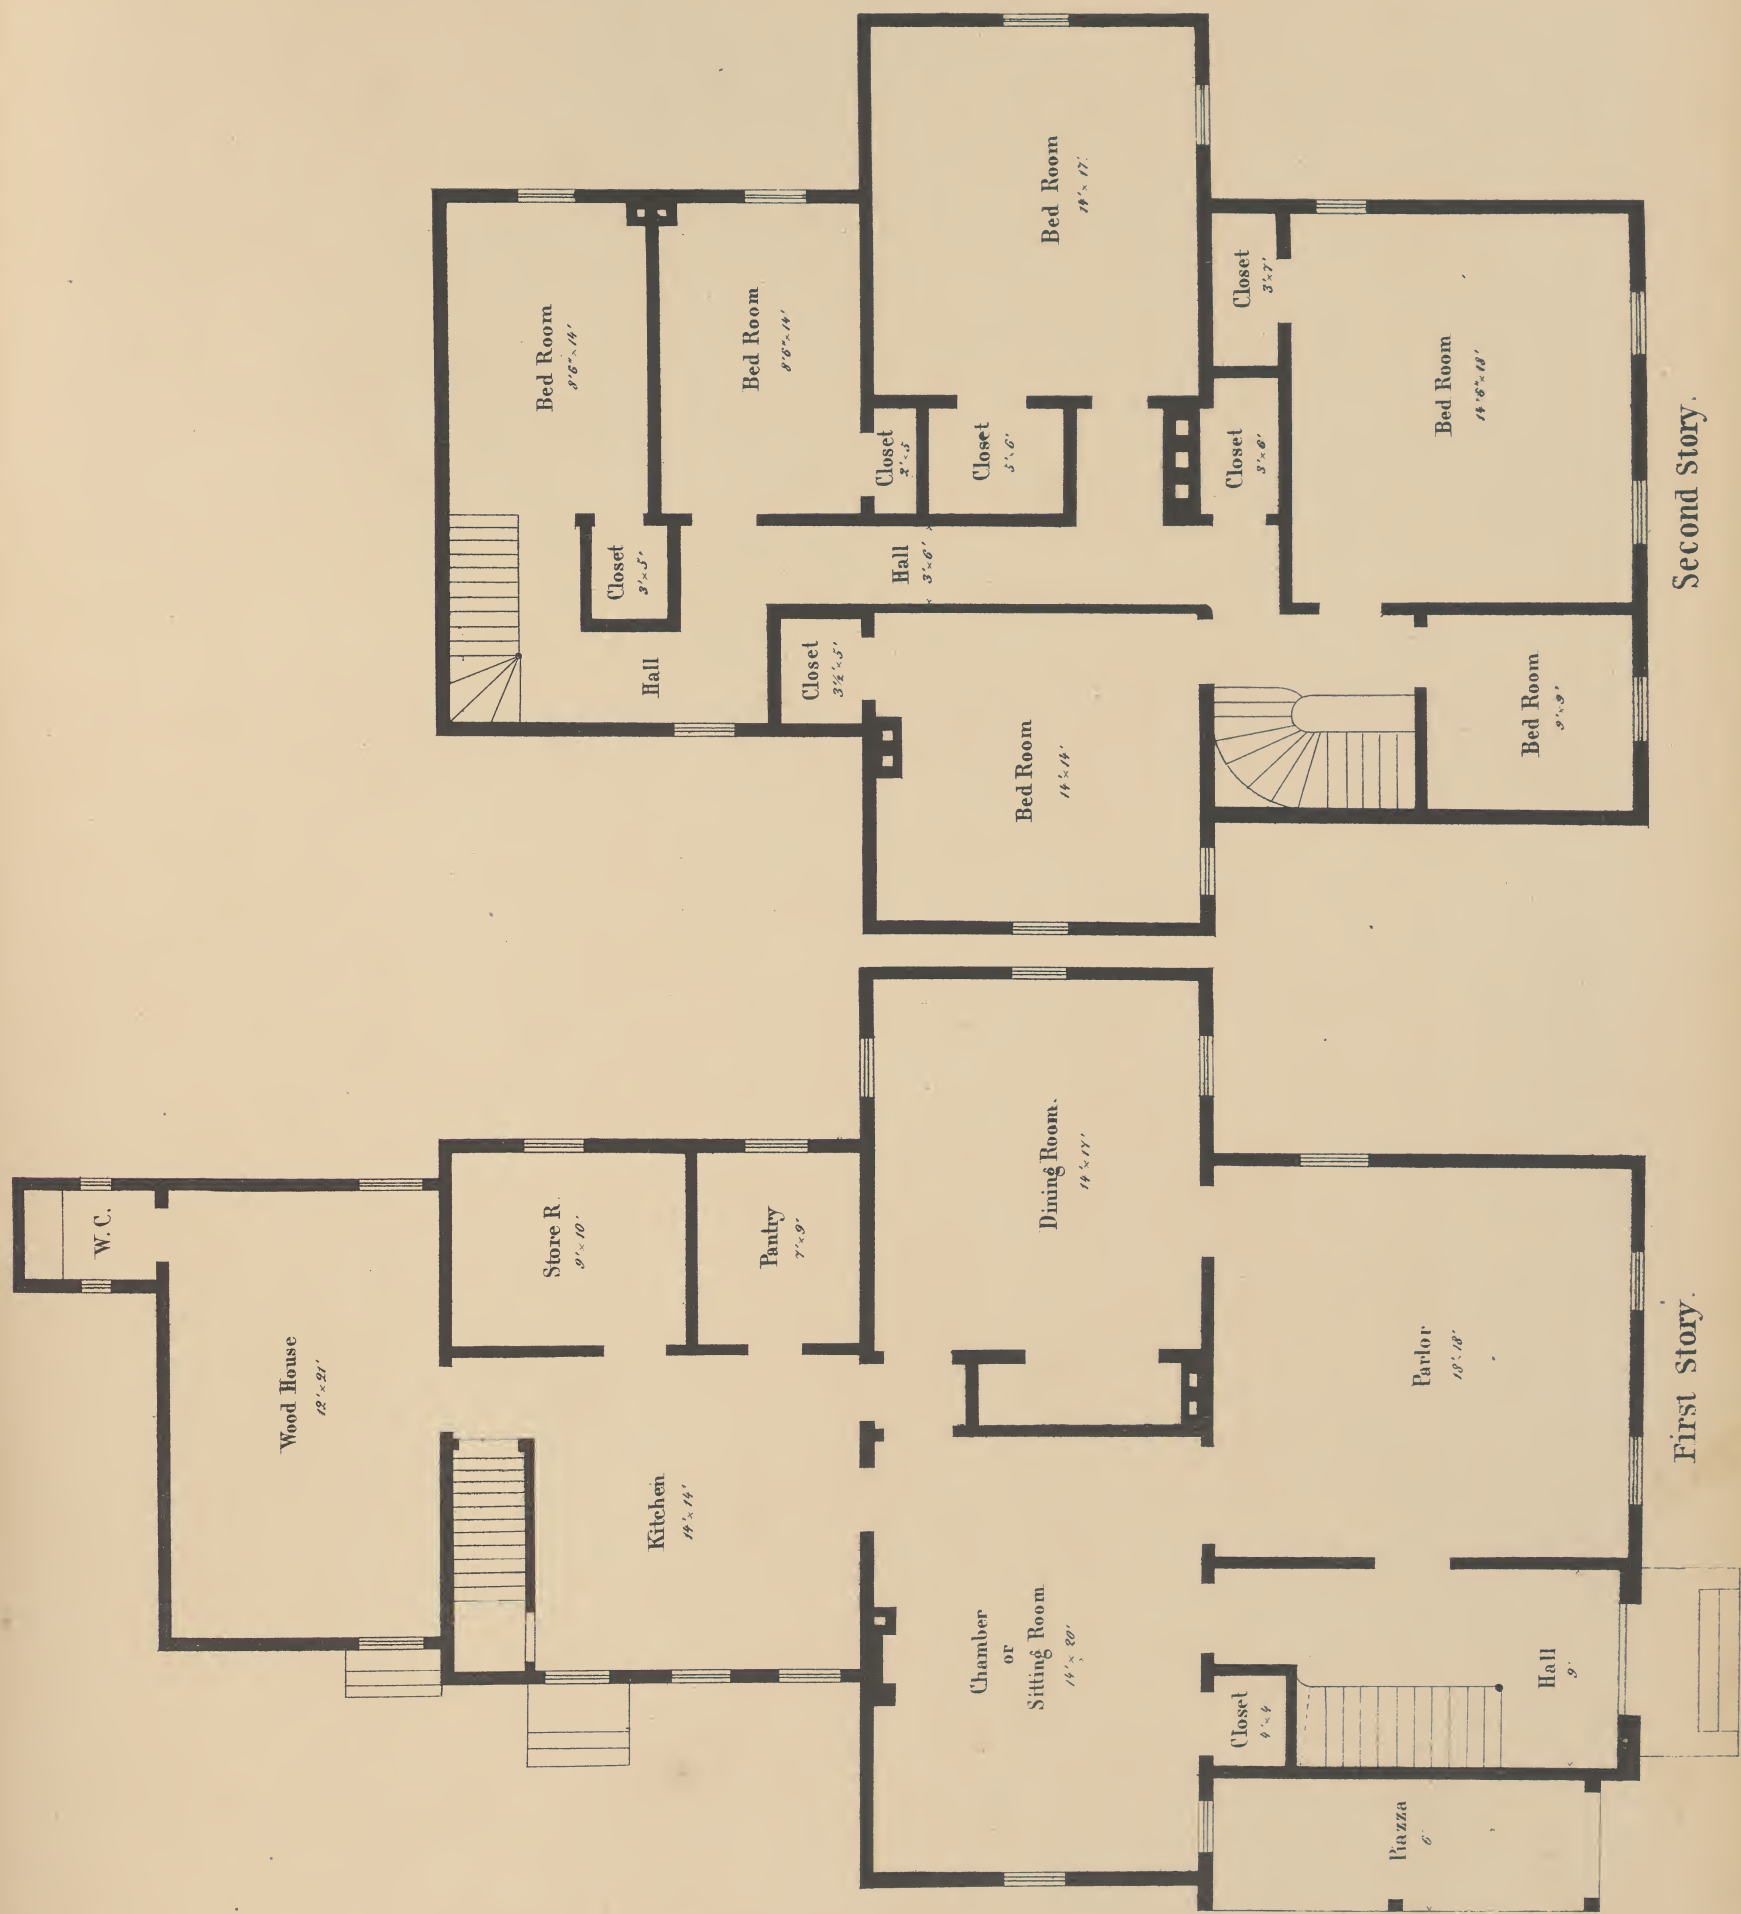 W. C.
Wood House
12' × 21'
Store R.
9' × 10'
Kitchen
14' × 14'
Pantry
7' × 9'
Chamber
or
Sitting Room
14' × 20'
Dining Room.
14' × 17'
Closet
4' × 4
Piazza
6'
Parlor
18' × 18'
Hall
9'
First Story.
Bed Room
8'6" × 14'
Closet
3' × 5'
Hall
Bed Room
8'6" × 14'
Closet
3½' × 5'
Closet
2' × 5
Hall
3' × 6'
Closet
5' × 6'
Bed Room
14' × 14'
Bed Room
14' × 17'
Closet
3' × 6'
Closet
3' × 7'
Bed Room
14'6" × 18'
Bed Room
9' × 9'
Second Story.